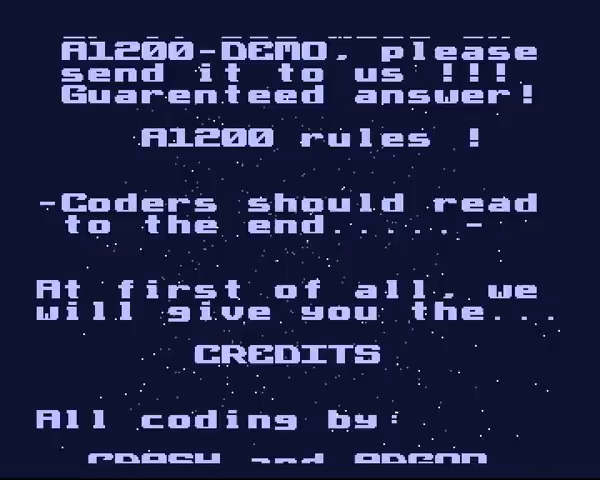 A1200-DEMO, please
send it to us !!!
Guarenteed answer!
A1200 rules !
-Coders should read
to the end......-
At first of all, we
will give you the...
CREDITS
All coding by:
and